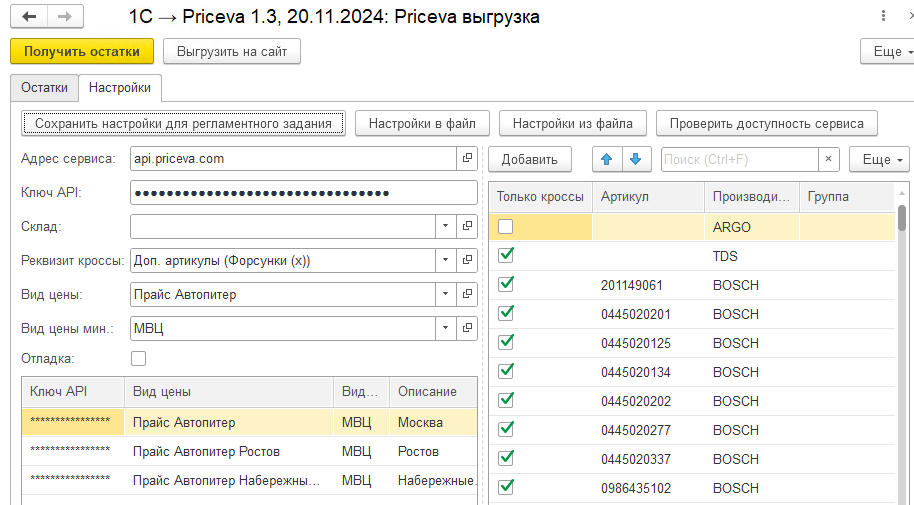 1С → Priceva 1.3, 20.11.2024: Priceva выгрузка
Получить остатки Выгрузить на сайт Еще
Остатки Настройки
Сохранить настройки для регламентного задания Настройки в файл Настройки из файла Проверить доступность сервиса
Адрес сервиса: api.priceva.com
Ключ API: ●●●●●●●●●●●●●●●●●●●●●●●●●●●●●●●●
Склад:
Реквизит кроссы: Доп. артикулы (Форсунки (х))
Вид цены: Прайс Автопитер
Вид цены мин.: МВЦ
Отладка:
Ключ API Вид цены Вид... Описание
**************** Прайс Автопитер МВЦ Москва
**************** Прайс Автопитер Ростов МВЦ Ростов
**************** Прайс Автопитер Набережны... МВЦ Набережные.
Добавить Поиск (Ctrl+F) × Еще
Только кроссы Артикул Производи... Группа
ARGO
TDS
201149061 BOSCH
0445020201 BOSCH
0445020125 BOSCH
0445020134 BOSCH
0445020202 BOSCH
0445020277 BOSCH
0445020337 BOSCH
0986435102 BOSCH